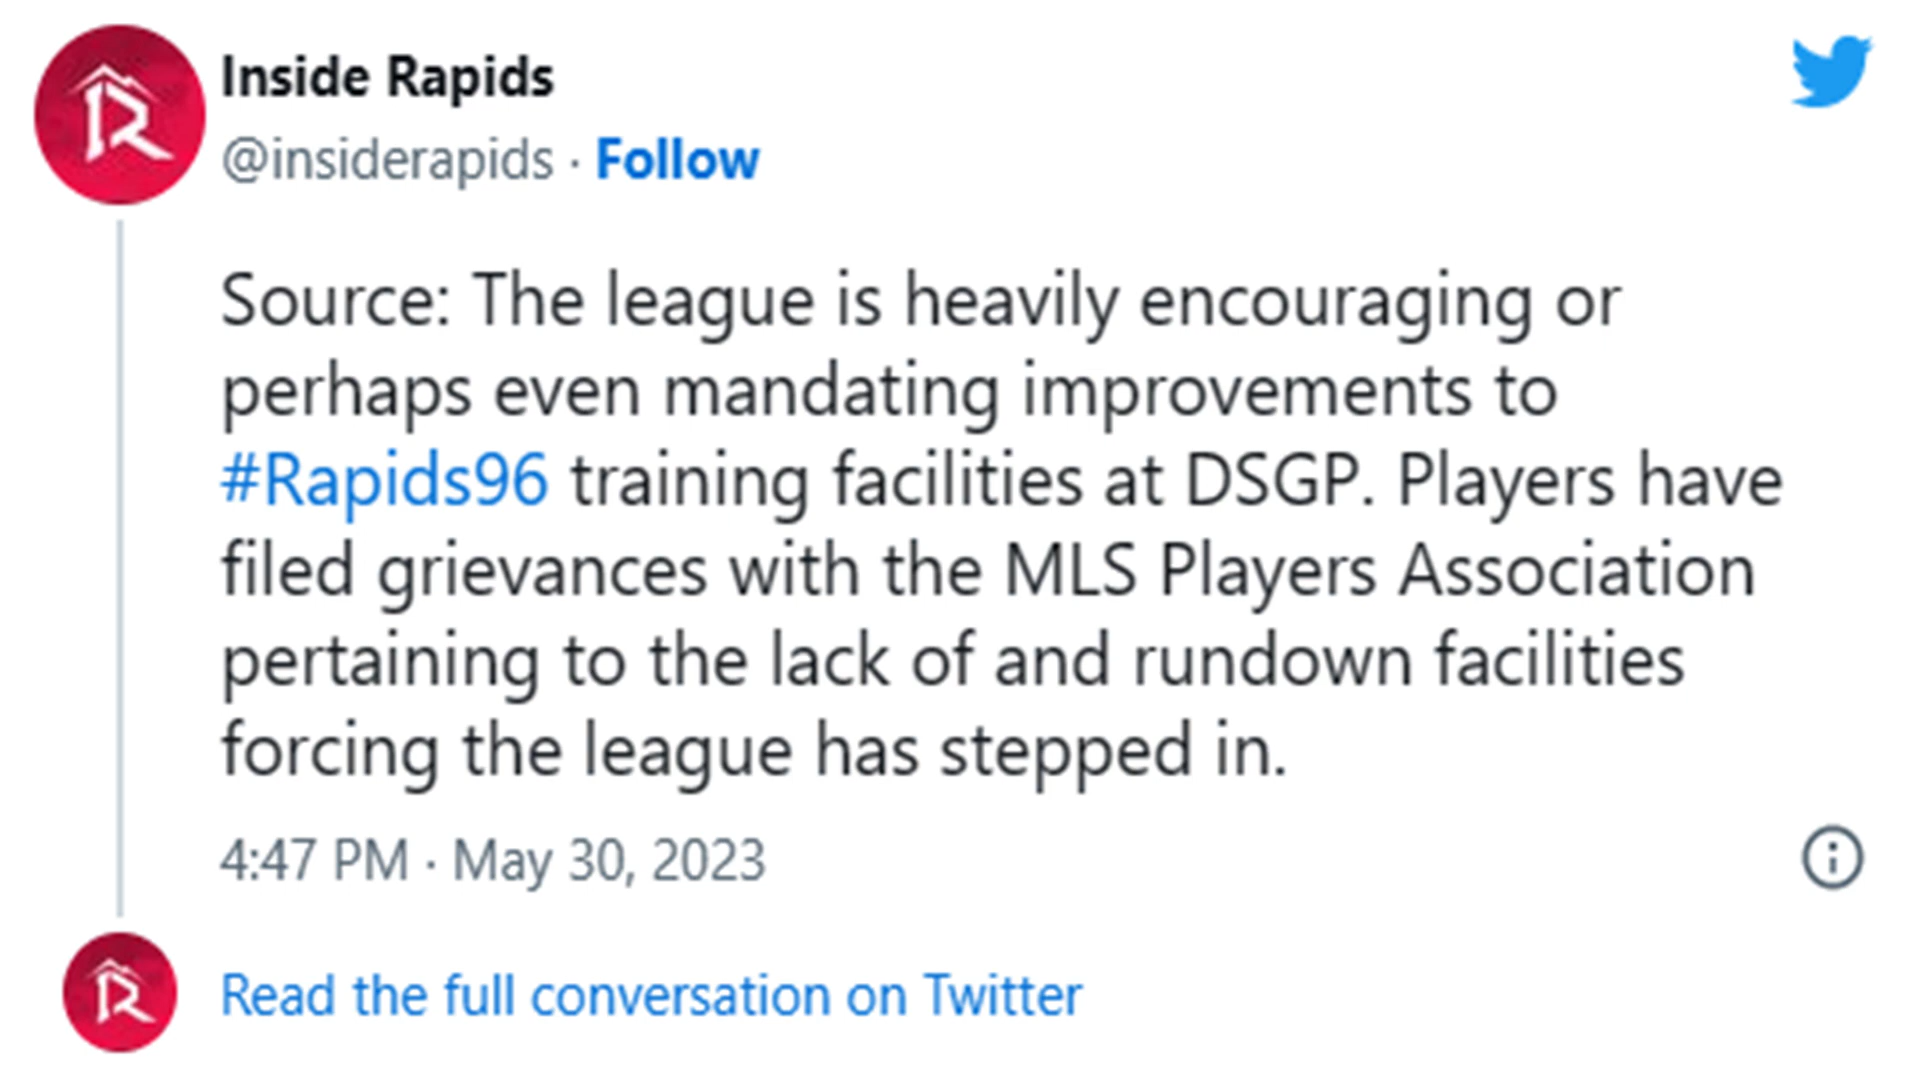 Inside Rapids
@insiderapids · Follow
Source: The league is heavily encouraging or
perhaps even mandating improvements to
#Rapids96 training facilities at DSGP. Players have
filed grievances with the MLS Players Association
pertaining to the lack of and rundown facilities
forcing the league has stepped in.
4:47 PM · May 30, 2023
Read the full conversation on Twitter